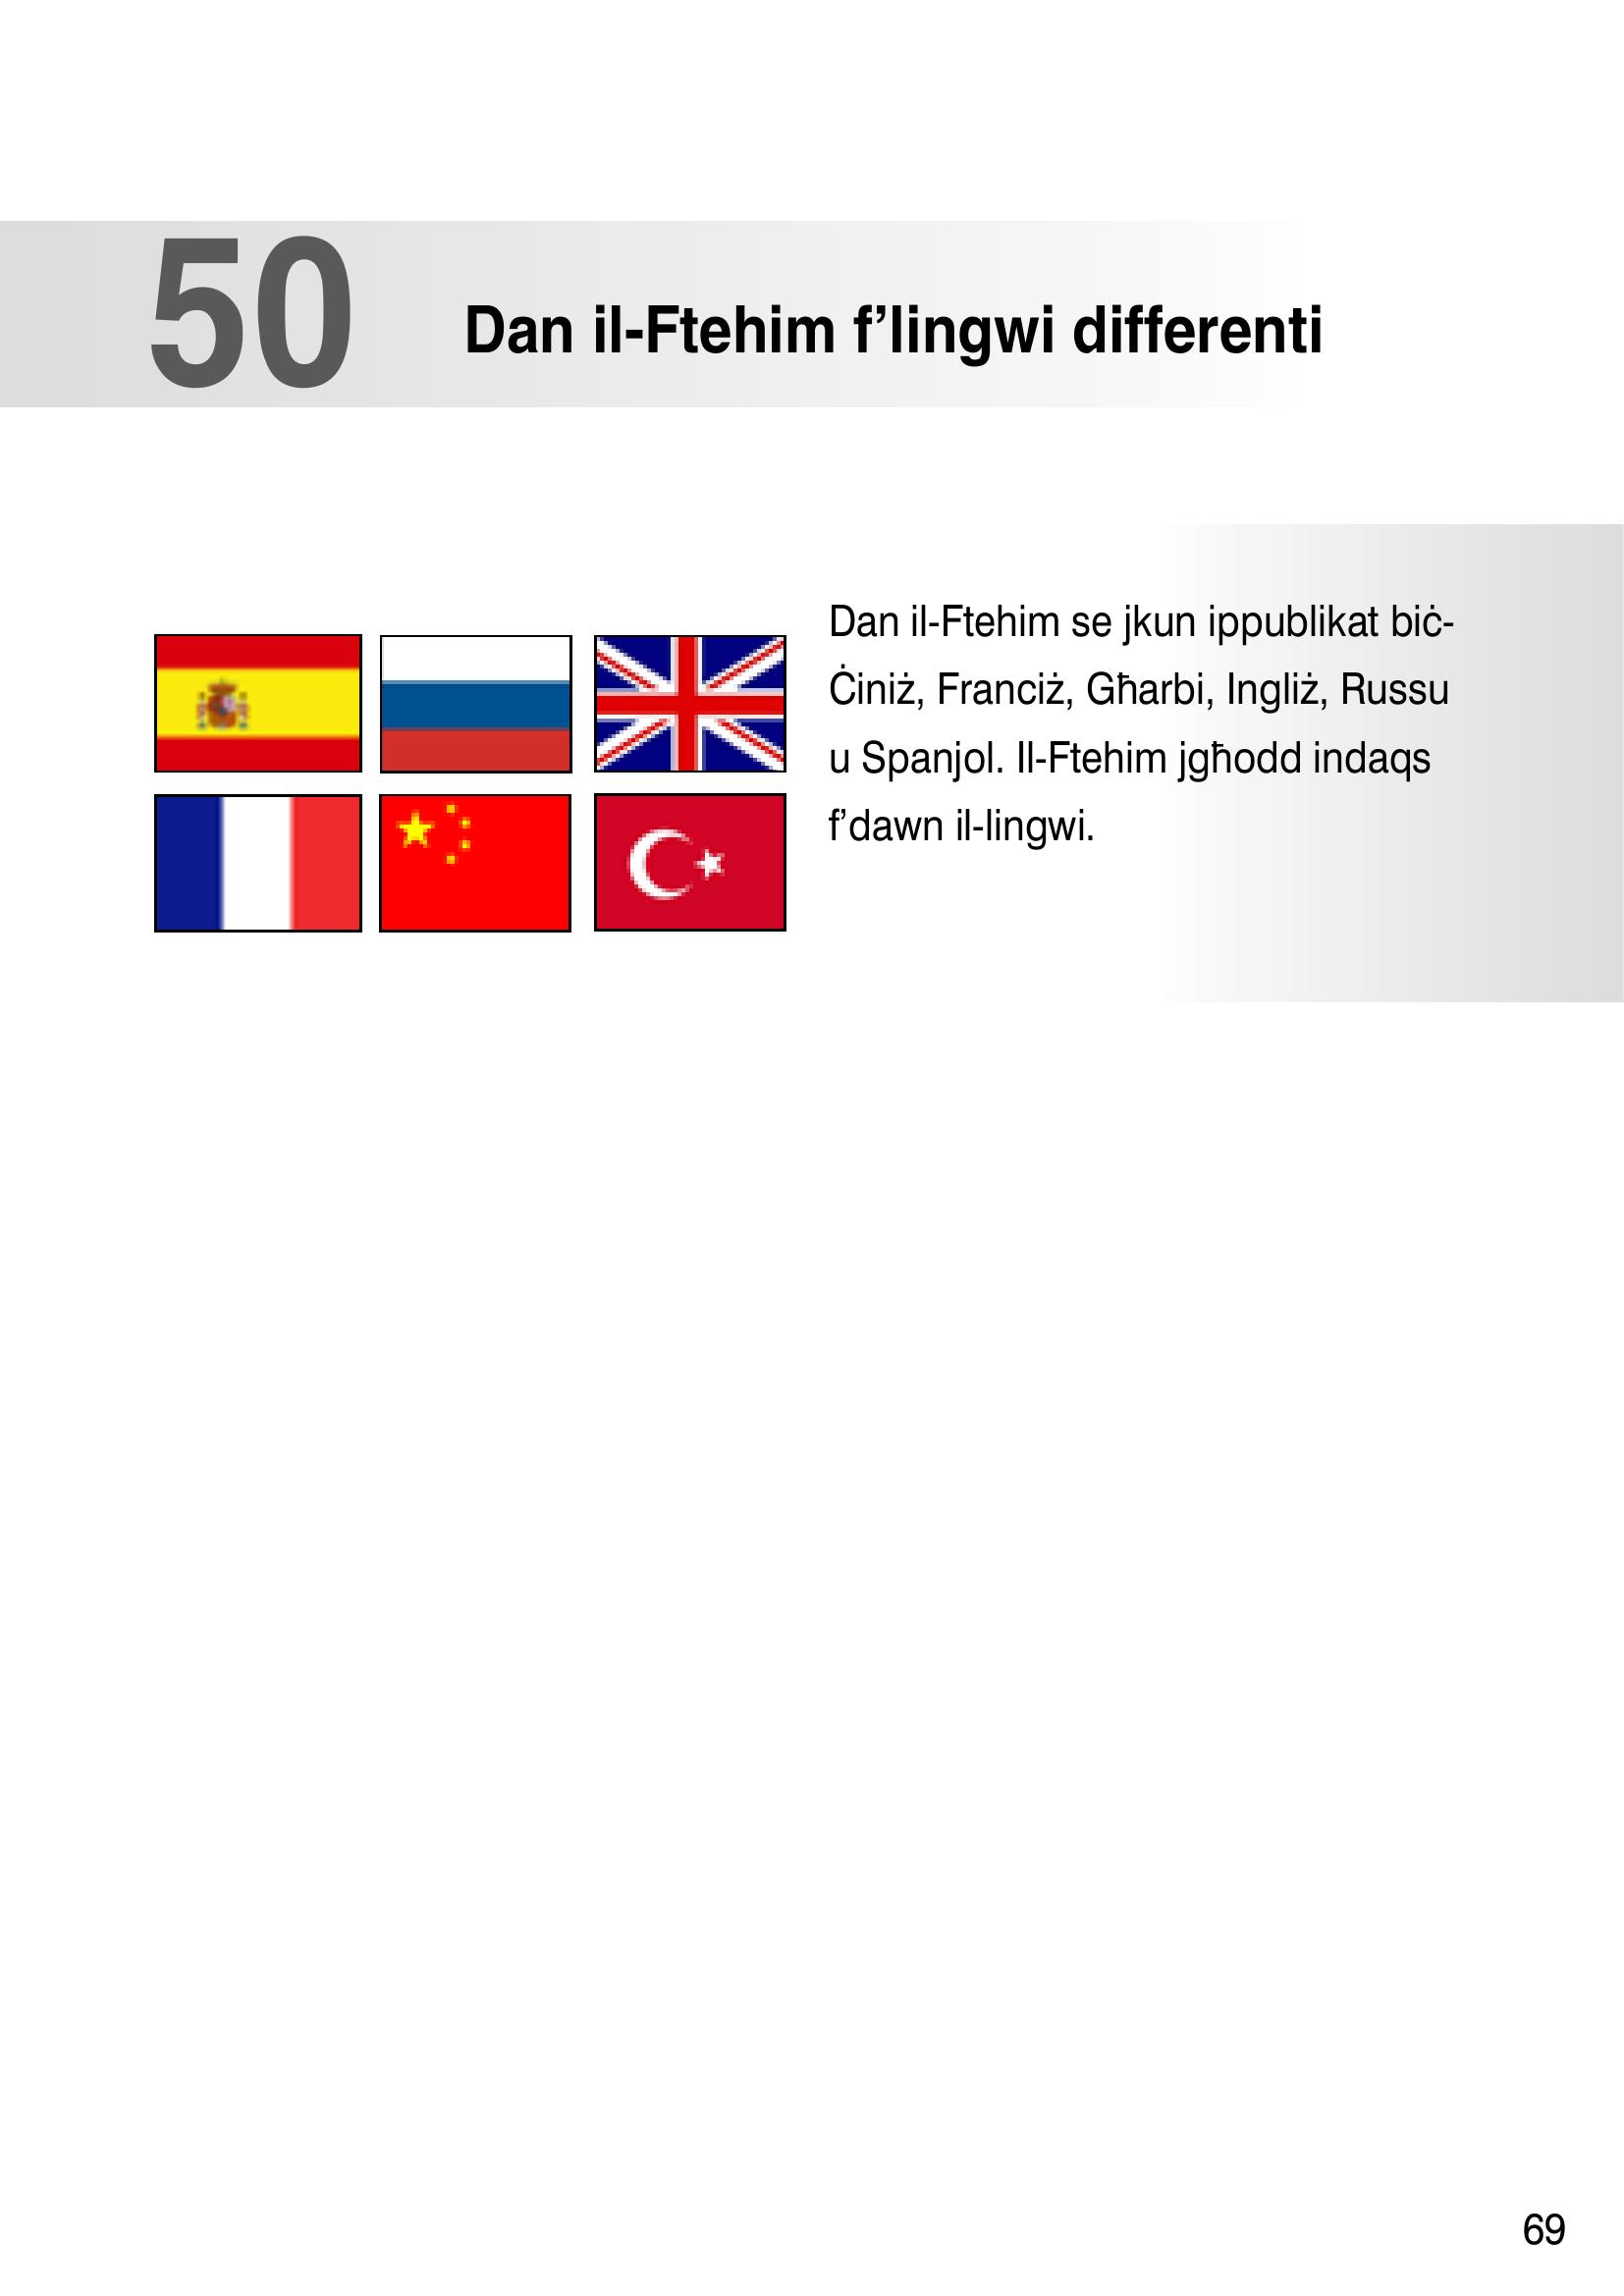 50
Dan il-Ftehim f’lingwi differenti
Dan il-Ftehim se jkun ippublikat biċ-
Ċiniż, Franciż, Għarbi, Ingliż, Russu
u Spanjol. Il-Ftehim jgħodd indaqs
f’dawn il-lingwi.
69